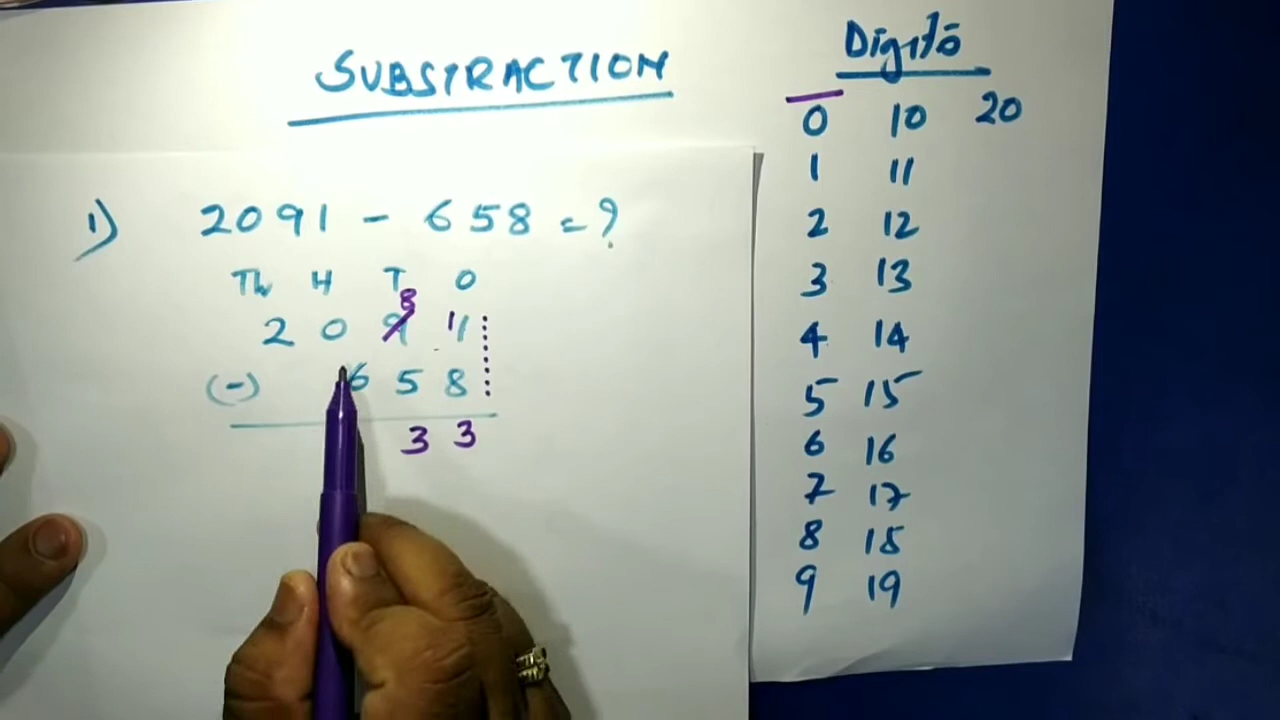 SUBSTRACTION
1) 2091 - 658 = ?
Th H T O
8
2 0 9 11
(-) 6 5 8
3 3
Digits
0 10 20
1 11
2 12
3 13
4 14
5 15
6 16
7 17
8 18
9 19